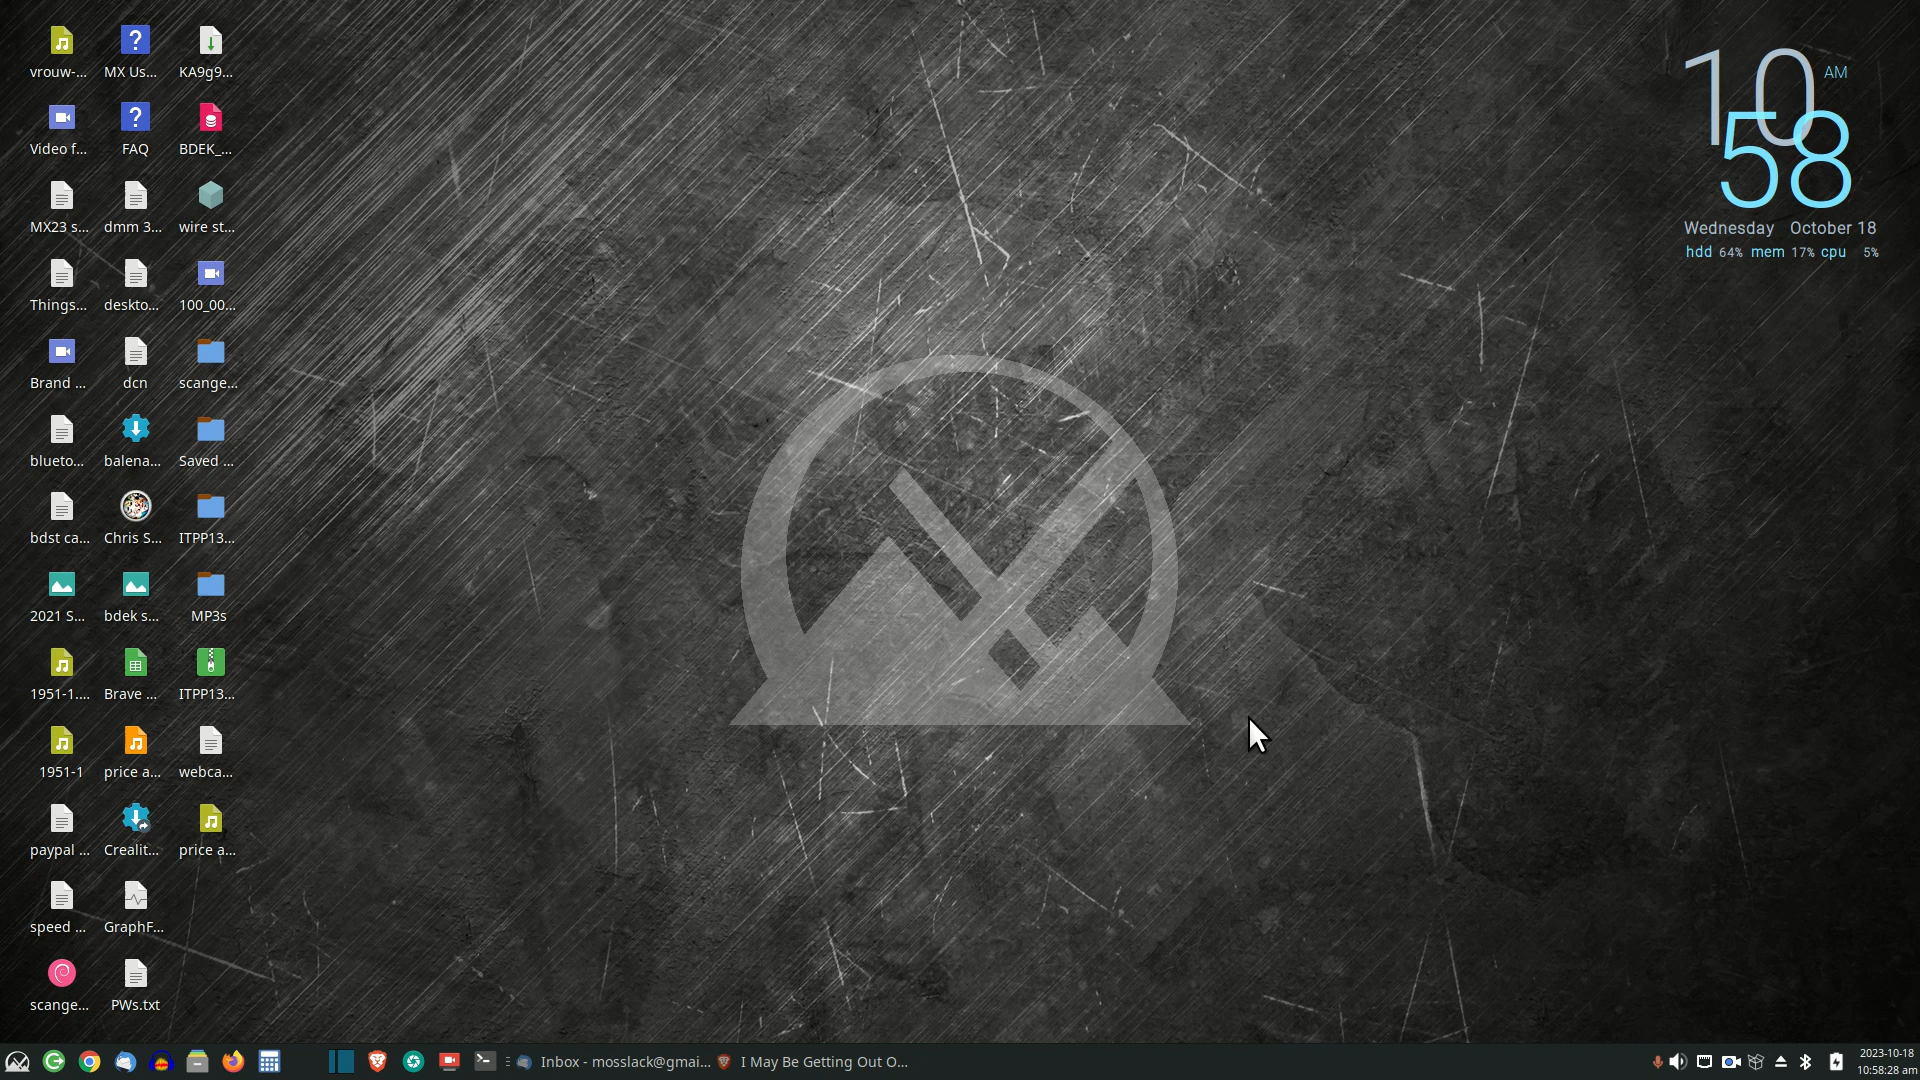 vrouw-...
MX Us...
KA9g9...
Video f...
FAQ
BDEK_...
MX23 s...
dmm 3...
wire st...
Things...
deskto...
100_00...
Brand ...
dcn
scange...
blueto...
balena...
Saved ...
bdst ca...
Chris S...
ITPP13...
2021 S...
bdek s...
MP3s
1951-1....
Brave ...
ITPP13...
1951-1
price a...
webca...
paypal ...
Crealit...
price a...
speed ...
GraphF...
scange...
PWs.txt
10 AM
58
Wednesday October 18
hdd 64% mem 17% cpu 5%
Inbox - mosslack@gmai...
I May Be Getting Out O...
2023-10-18
10:58:28 am